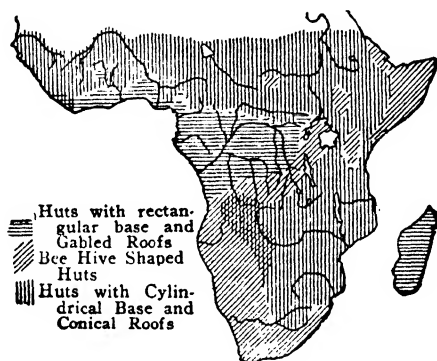 Huts with rectan-
gular base and
Gabled Roofs
Bee Hive Shaped
Huts
Huts with Cylin-
drical Base and
Conical Roofs